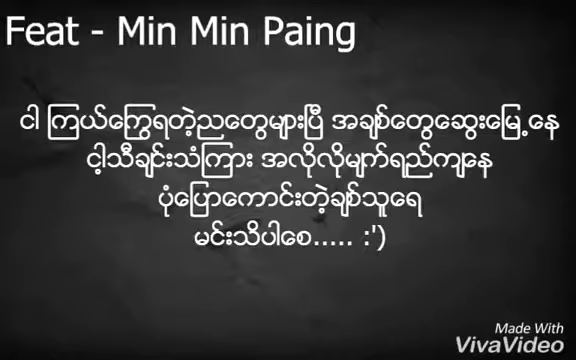 Feat - Min Min Paing
ငါ ကြယ်ကြွေရတဲ့ညတွေများပြီ အချစ်တွေဆွေးမြေ့နေ
ငါ့သီချင်းသံကြား အလိုလိုမျက်ရည်ကျနေ
ပုံပြောကောင်းတဲ့ချစ်သူရေ
မင်းသိပါစေ..... :')
Made With
VivaVideo